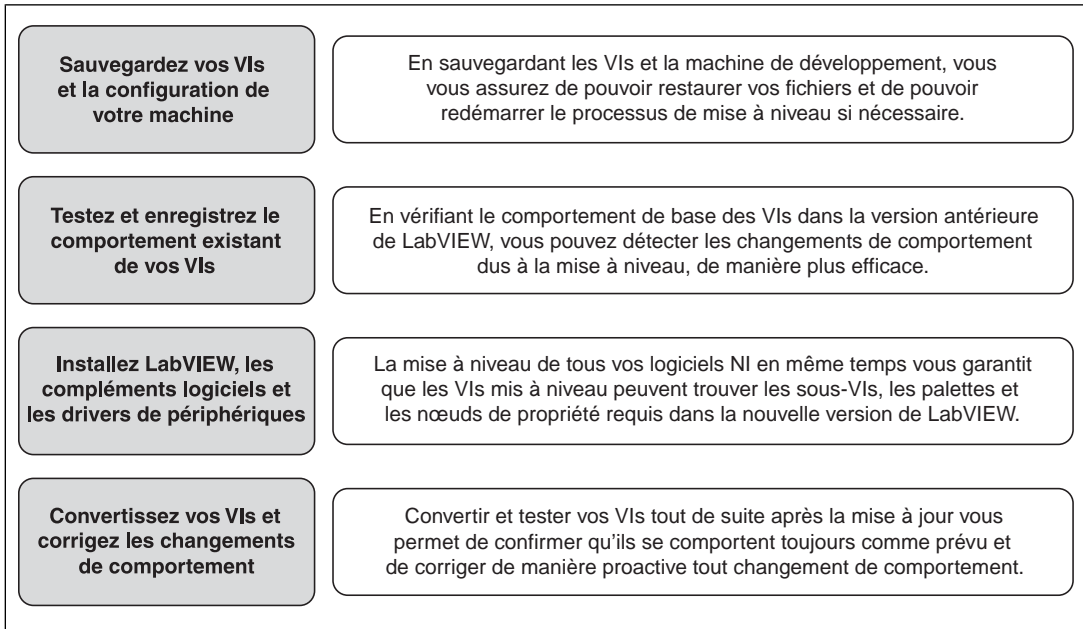 Sauvegardez vos VIs
et la configuration de
votre machine
En sauvegardant les VIs et la machine de développement, vous
vous assurez de pouvoir restaurer vos fichiers et de pouvoir
redémarrer le processus de mise à niveau si nécessaire.
Testez et enregistrez le
comportement existant
de vos VIs
En vérifiant le comportement de base des VIs dans la version antérieure
de LabVIEW, vous pouvez détecter les changements de comportement
dus à la mise à niveau, de manière plus efficace.
Installez LabVIEW, les
compléments logiciels et
les drivers de périphériques
La mise à niveau de tous vos logiciels NI en même temps vous garantit
que les VIs mis à niveau peuvent trouver les sous-VIs, les palettes et
les nœuds de propriété requis dans la nouvelle version de LabVIEW.
Convertissez vos VIs et
corrigez les changements
de comportement
Convertir et tester vos VIs tout de suite après la mise à jour vous
permet de confirmer qu'ils se comportent toujours comme prévu et
de corriger de manière proactive tout changement de comportement.